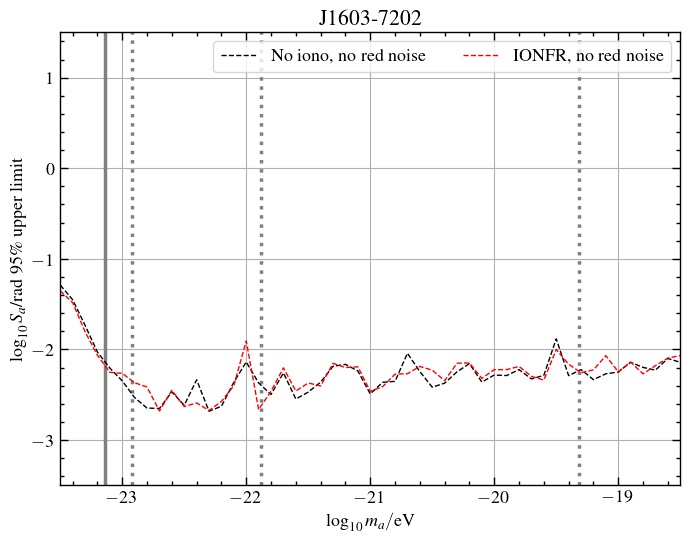 J1603-7202
No iono, no red noise
IONFR, no red noise
log₁₀ Sₐ/rad 95% upper limit
1
0
−1
−2
−3
−23
−22
−21
−20
−19
log₁₀ mₐ/eV